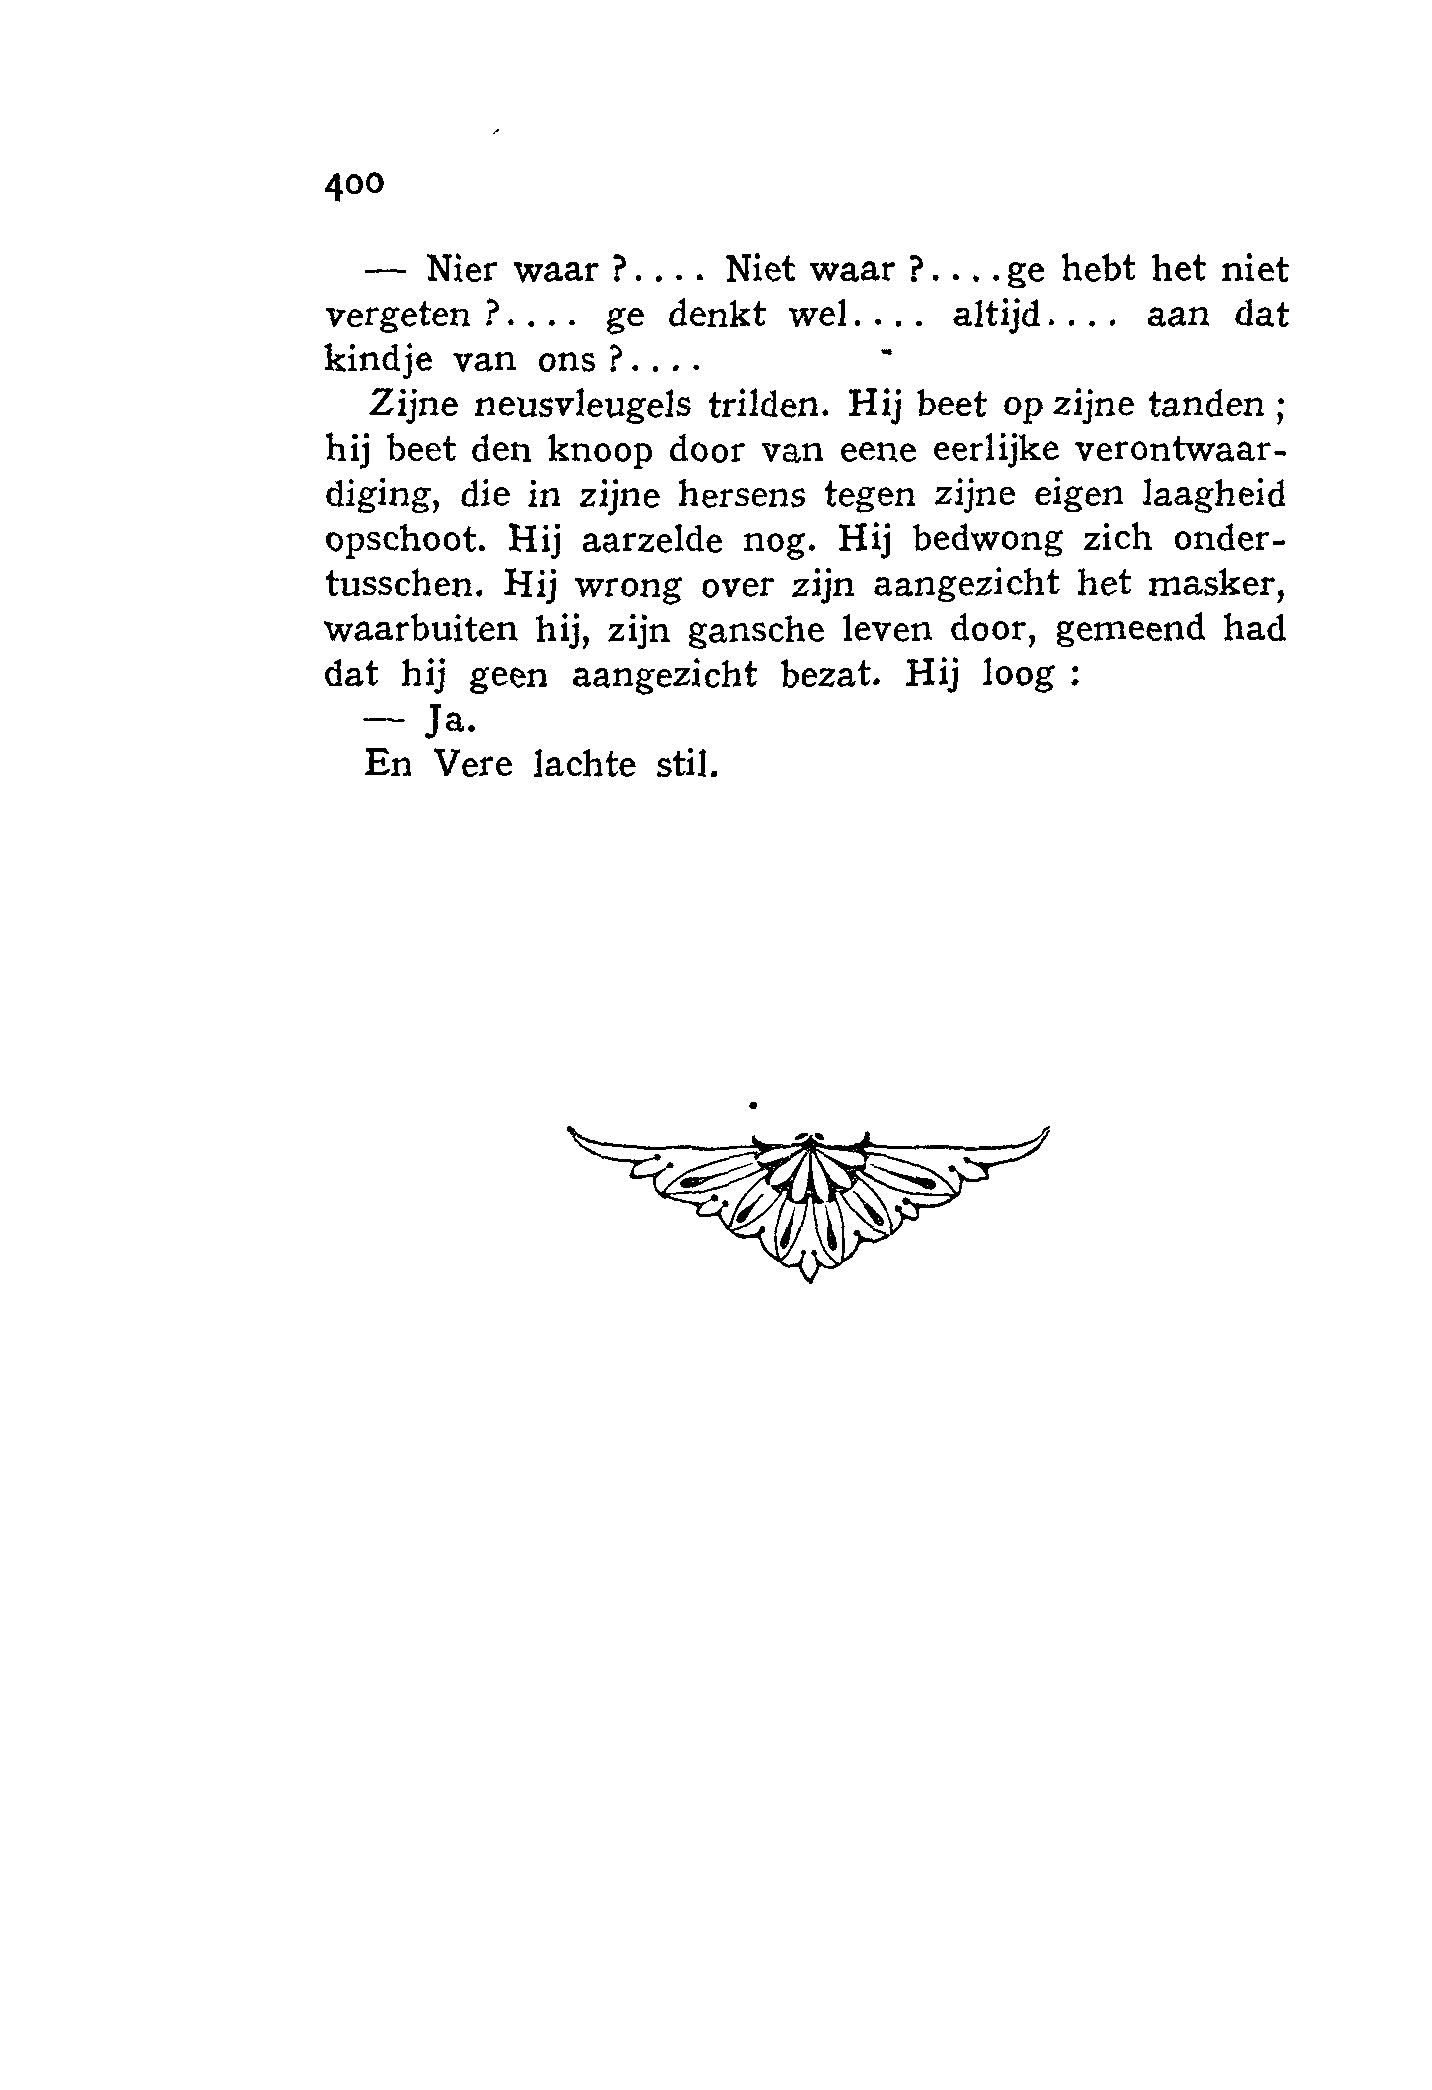 400
— Nier waar ?.... Niet waar ?....ge hebt het niet
vergeten ?.... ge denkt wel.... altijd.... aan dat
kindje van ons ?....
Zijne neusvleugels trilden. Hij beet op zijne tanden ;
hij beet den knoop door van eene eerlijke verontwaar-
diging, die in zijne hersens tegen zijne eigen laagheid
opschoot. Hij aarzelde nog. Hij bedwong zich onder-
tusschen. Hij wrong over zijn aangezicht het masker,
waarbuiten hij, zijn gansche leven door, gemeend had
dat hij geen aangezicht bezat. Hij loog :
— Ja.
En Vere lachte stil.